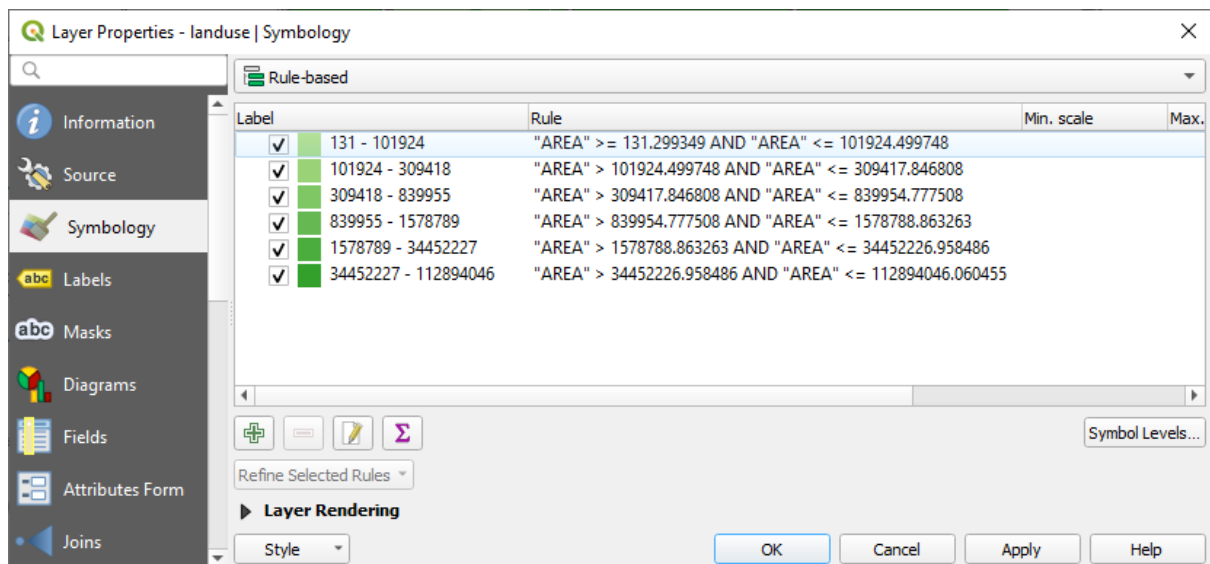 Layer Properties - landuse | Symbology
Rule-based
Information
Source
Symbology
abc Labels
abc Masks
Diagrams
Fields
Attributes Form
Joins
Label Rule Min. scale Max.
131 - 101924 "AREA" >= 131.299349 AND "AREA" <= 101924.499748
101924 - 309418 "AREA" > 101924.499748 AND "AREA" <= 309417.846808
309418 - 839955 "AREA" > 309417.846808 AND "AREA" <= 839954.777508
839955 - 1578789 "AREA" > 839954.777508 AND "AREA" <= 1578788.863263
1578789 - 34452227 "AREA" > 1578788.863263 AND "AREA" <= 34452226.958486
34452227 - 112894046 "AREA" > 34452226.958486 AND "AREA" <= 112894046.060455
Σ
Symbol Levels...
Refine Selected Rules
Layer Rendering
Style OK Cancel Apply Help